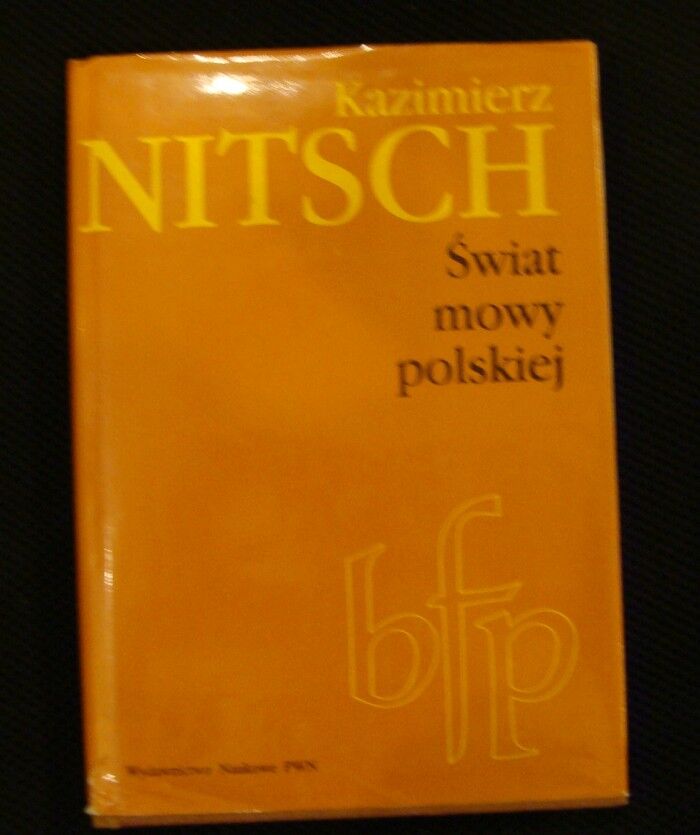 Kazimierz
NITSCH
Świat
mowy
polskiej
bfp
Wydawnictwo Naukowe PWN